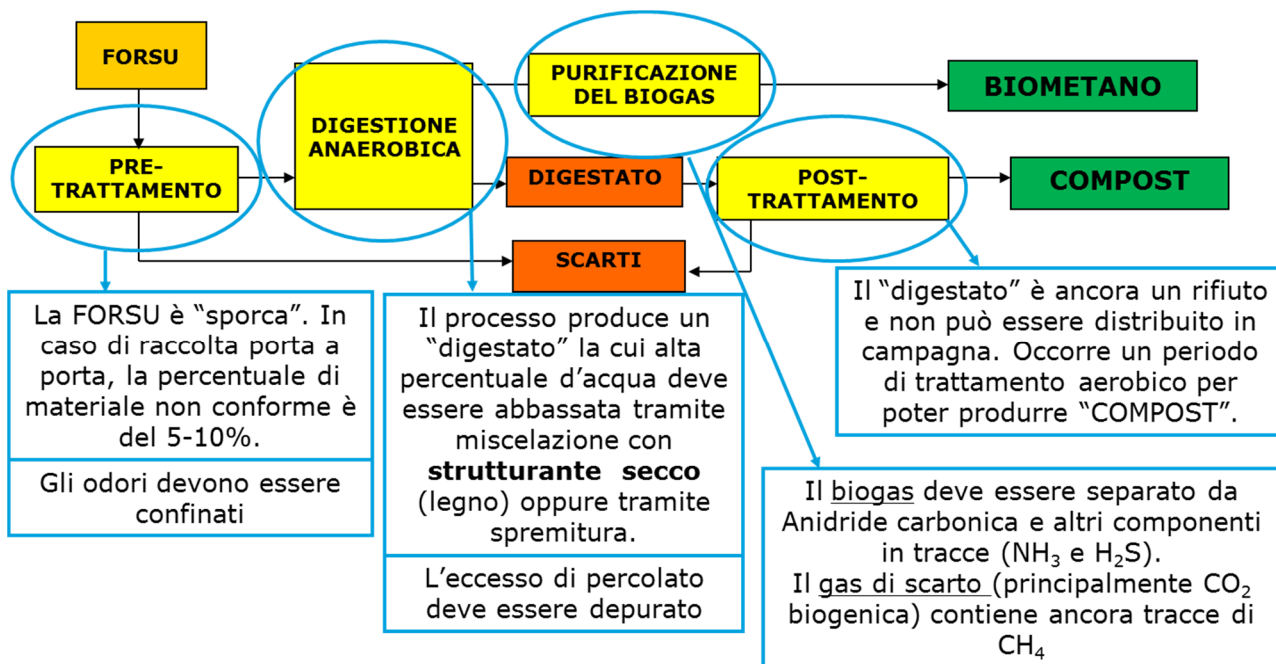 FORSU
PURIFICAZIONE
DEL BIOGAS
BIOMETANO
DIGESTIONE
ANAEROBICA
PRE-
TRATTAMENTO
DIGESTATO
POST-
TRATTAMENTO
COMPOST
SCARTI
La FORSU è “sporca”. In
caso di raccolta porta a
porta, la percentuale di
materiale non conforme è
del 5-10%.
Gli odori devono essere
confinati
Il processo produce un
“digestato” la cui alta
percentuale d’acqua deve
essere abbassata tramite
miscelazione con
strutturante secco
(legno) oppure tramite
spremitura.
L’eccesso di percolato
deve essere depurato
Il “digestato” è ancora un rifiuto
e non può essere distribuito in
campagna. Occorre un periodo
di trattamento aerobico per
poter produrre “COMPOST”.
Il biogas deve essere separato da
Anidride carbonica e altri componenti
in tracce (NH₃ e H₂S).
Il gas di scarto (principalmente CO₂
biogenica) contiene ancora tracce di
CH₄